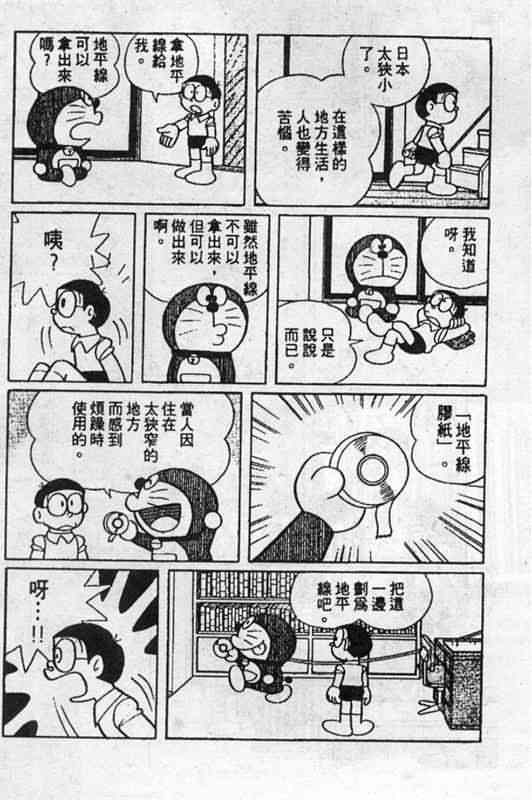 日本
太狹小
了。
在這樣的
地方生活，
人也變得
苦惱。
拿地平
線給
我。
地平線
可以
拿出來
嗎？
我知道
呀。
只是
說說
而已。
雖然地平線
不可以
拿出來，
但可以
做出來
啊。
咦？
「地平線
膠紙」。
當人因
住在
太狹窄的
地方
而感到
煩躁時
使用的。
把這
一邊
劃為
地平
線吧。
呀…!!